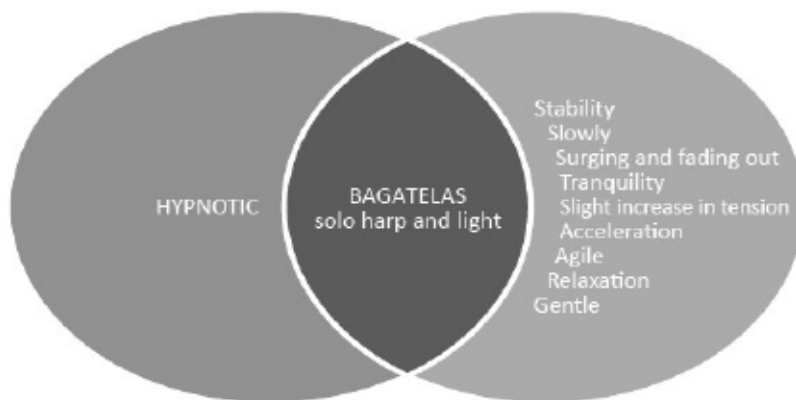 HYPNOTIC
BAGATELAS
solo harp and light
Stability
Slowly
Surging and fading out
Tranquility
Slight increase in tension
Acceleration
Agile
Relaxation
Gentle